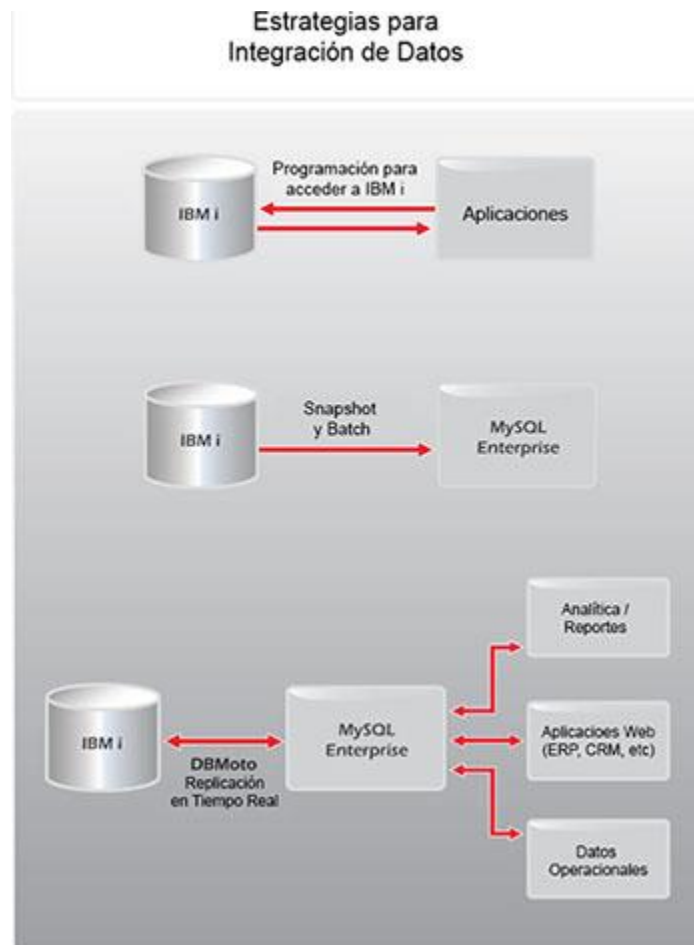 Estrategias para
Integración de Datos
Programación para
acceder a IBM i
IBM i
Aplicaciones
Snapshot
y Batch
IBM i
MySQL
Enterprise
Analítica /
Reportes
IBM i
DBMoto
Replicación
en Tiempo Real
MySQL
Enterprise
Aplicacioes Web
(ERP, CRM, etc)
Datos
Operacionales